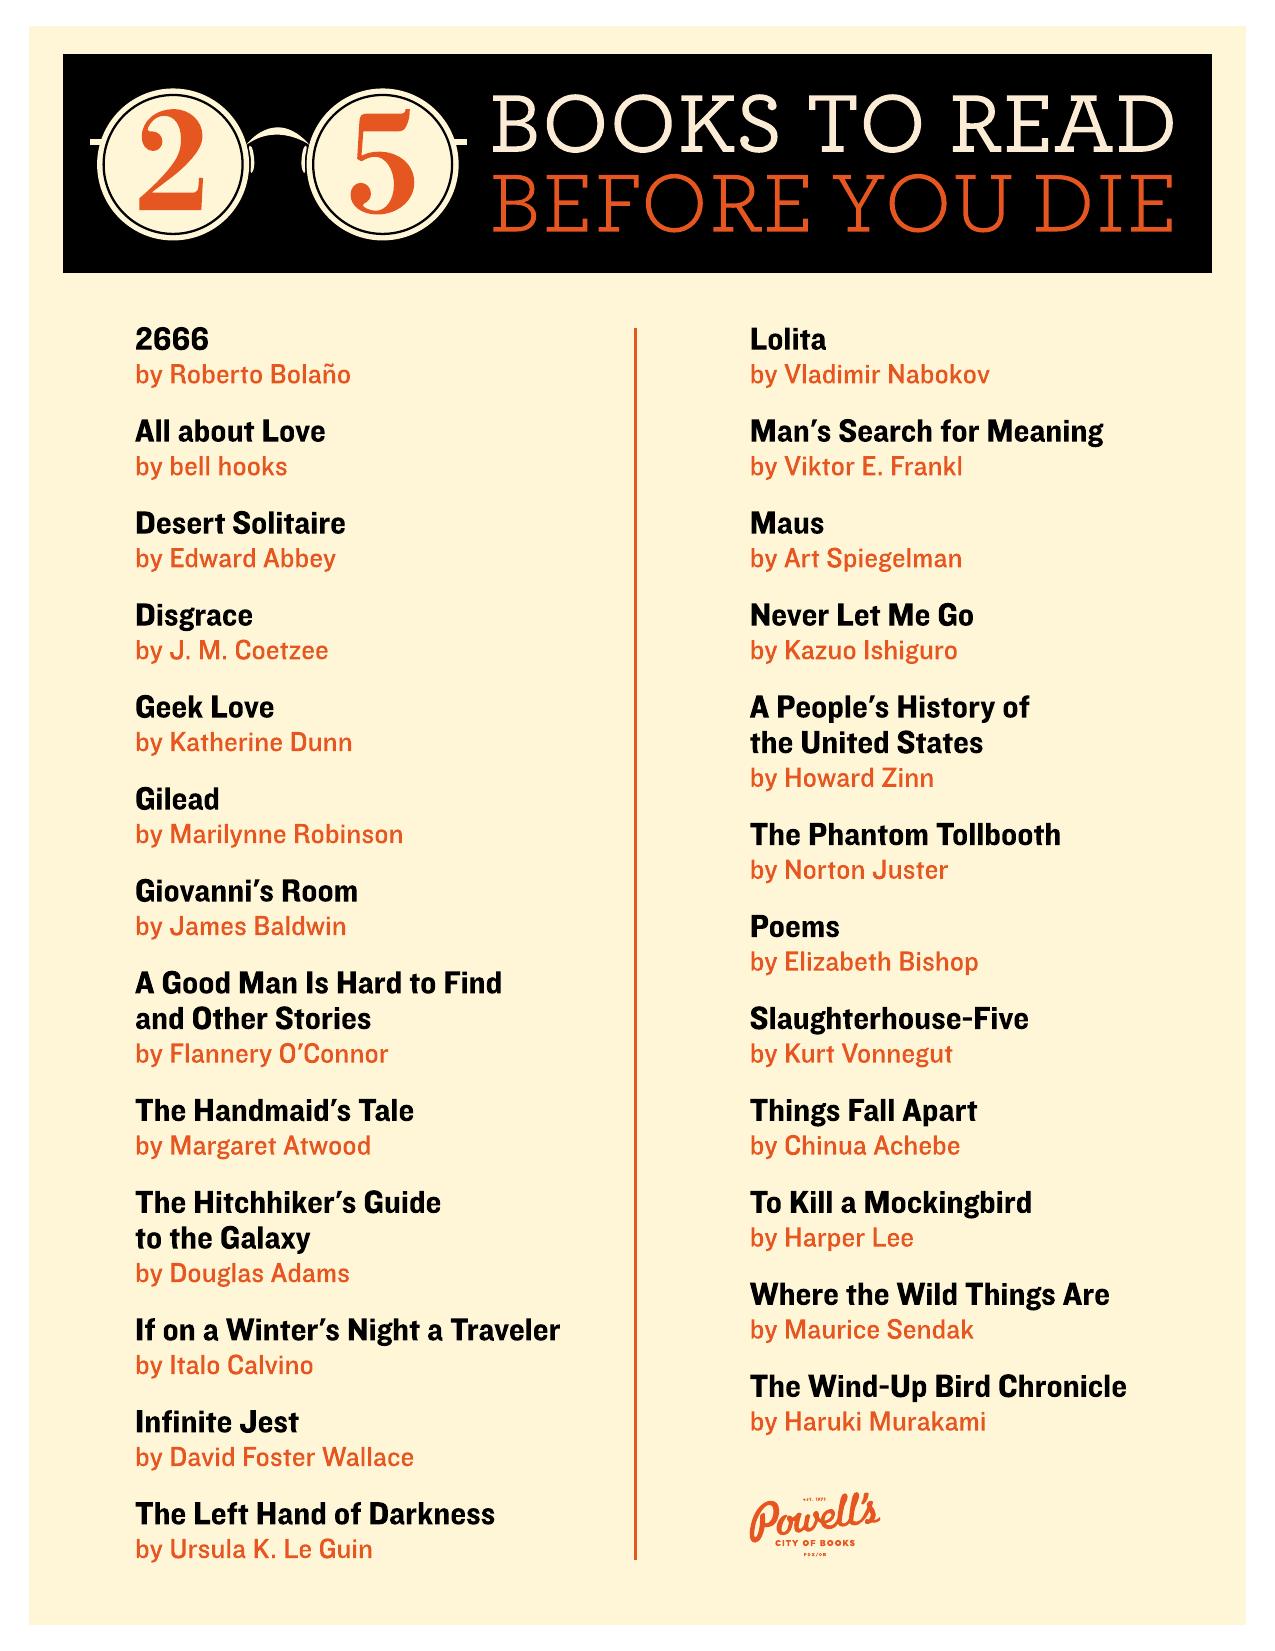 25 BOOKS TO READ
BEFORE YOU DIE
2666
by Roberto Bolaño
All about Love
by bell hooks
Desert Solitaire
by Edward Abbey
Disgrace
by J. M. Coetzee
Geek Love
by Katherine Dunn
Gilead
by Marilynne Robinson
Giovanni’s Room
by James Baldwin
A Good Man Is Hard to Find
and Other Stories
by Flannery O’Connor
The Handmaid’s Tale
by Margaret Atwood
The Hitchhiker’s Guide
to the Galaxy
by Douglas Adams
If on a Winter’s Night a Traveler
by Italo Calvino
Infinite Jest
by David Foster Wallace
The Left Hand of Darkness
by Ursula K. Le Guin
Lolita
by Vladimir Nabokov
Man’s Search for Meaning
by Viktor E. Frankl
Maus
by Art Spiegelman
Never Let Me Go
by Kazuo Ishiguro
A People’s History of
the United States
by Howard Zinn
The Phantom Tollbooth
by Norton Juster
Poems
by Elizabeth Bishop
Slaughterhouse-Five
by Kurt Vonnegut
Things Fall Apart
by Chinua Achebe
To Kill a Mockingbird
by Harper Lee
Where the Wild Things Are
by Maurice Sendak
The Wind-Up Bird Chronicle
by Haruki Murakami
EST. 1971
Powell’s
CITY OF BOOKS
PDX/OR